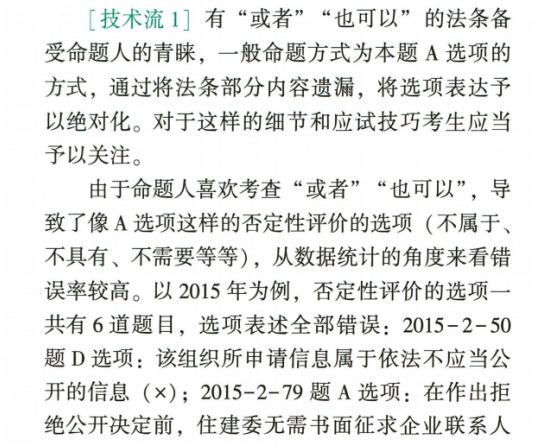 [技术流1] 有“或者”“也可以”的法条备
受命题人的青睐，一般命题方式为本题 A 选项的
方式，通过将法条部分内容遗漏，将选项表达予
以绝对化。对于这样的细节和应试技巧考生应当
予以关注。
由于命题人喜欢考查“或者”“也可以”，导
致了像 A 选项这样的否定性评价的选项（不属于、
不具有、不需要等等），从数据统计的角度来看错
误率较高。以 2015 年为例，否定性评价的选项一
共有 6 道题目，选项表述全部错误：2015-2-50
题 D 选项：该组织所申请信息属于依法不应当公
开的信息（×）；2015-2-79 题 A 选项：在作出拒
绝公开决定前，住建委无需书面征求企业联系人